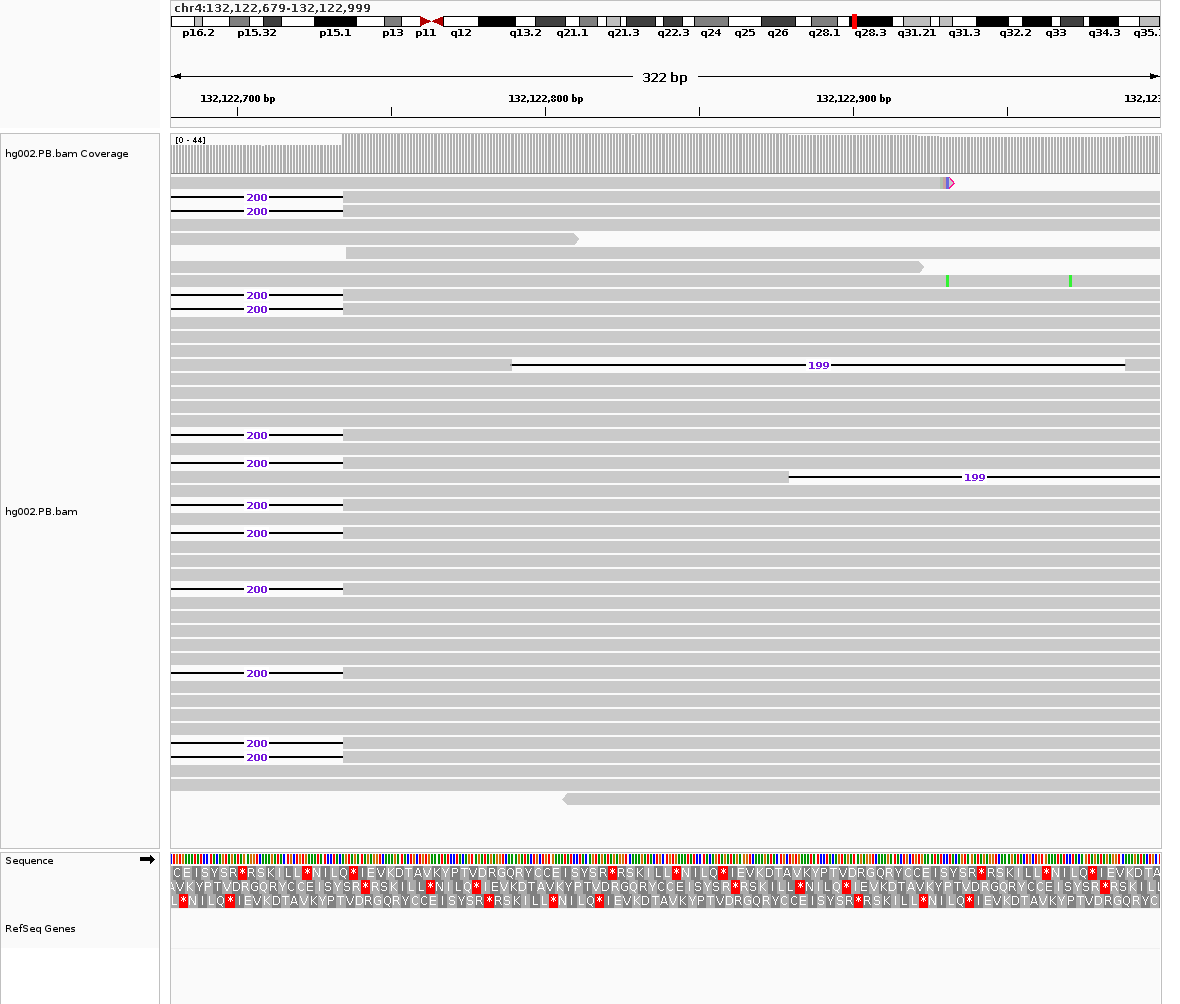 chr4:132,122,679-132,122,999
p16.2 p15.32 p15.1 p13 p11 q12 q13.2 q21.1 q21.3 q22.3 q24 q25 q26 q28.1 q28.3 q31.21 q31.3 q32.2 q33 q34.3 q35.
322 bp
132,122,700 bp 132,122,800 bp 132,122,900 bp 132,123
[0 - 44]
hg002.PB.bam Coverage
200
200
200
200
199
200
200
199
200
hg002.PB.bam
200
200
200
200
200
Sequence
CEISYSR*RSKILL*NILQ*IEVKDTAVKYPTVDRGQRYCCEISYSR*RSKILL*NILQ*IEVKDTAVKYPTVDRGQRYCCEISYSR*RSKILL*NILQ*IEVKDTA
AVKYPTVDRGQRYCCEISYSR*RSKILL*NILQ*IEVKDTAVKYPTVDRGQRYCCEISYSR*RSKILL*NILQ*IEVKDTAVKYPTVDRGQRYCCEISYSR*RSKILL
L*NILQ*IEVKDTAVKYPTVDRGQRYCCEISYSR*RSKILL*NILQ*IEVKDTAVKYPTVDRGQRYCCEISYSR*RSKILL*NILQ*IEVKDTAVKYPTVDRGQRYC
RefSeq Genes